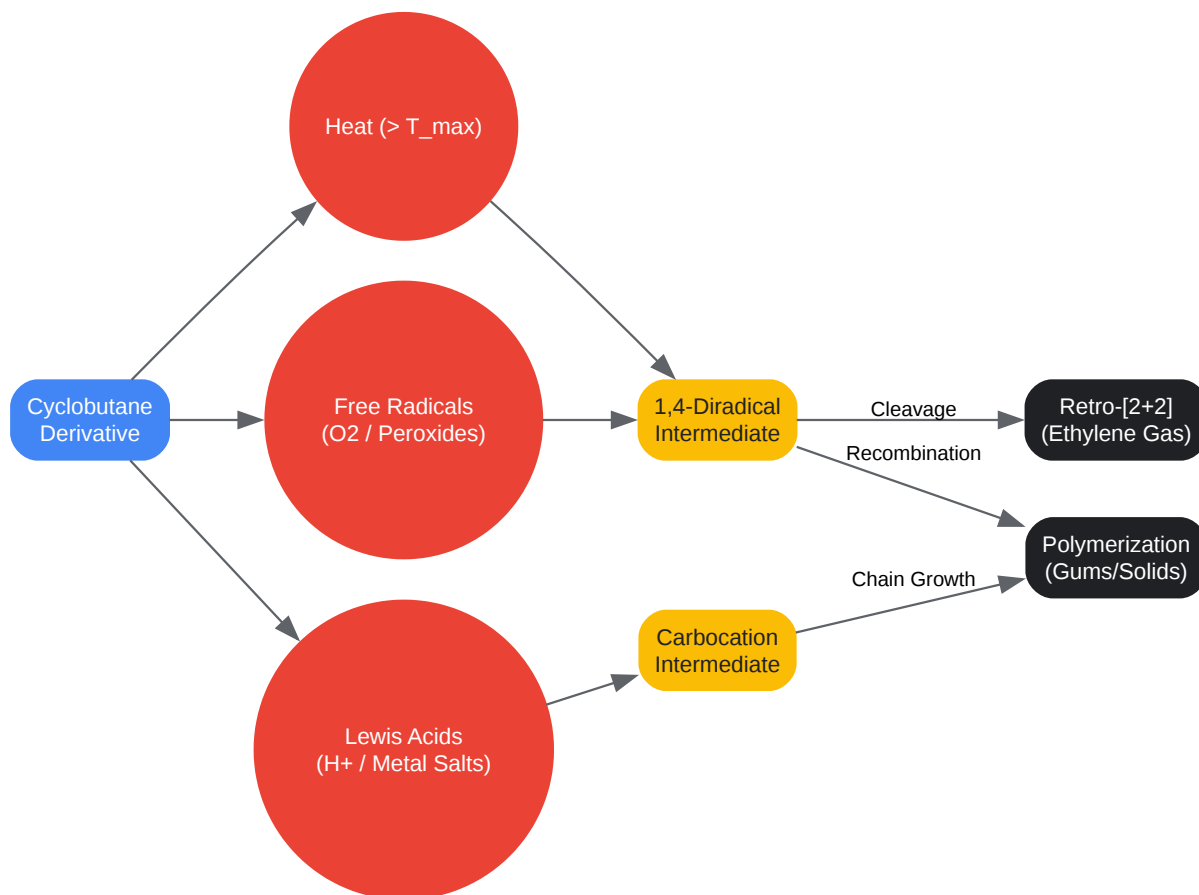 Heat (> T_max)
Free Radicals
(O2 / Peroxides)
Cyclobutane
Derivative
1,4-Diradical
Intermediate
Cleavage
Retro-[2+2]
(Ethylene Gas)
Recombination
Polymerization
(Gums/Solids)
Chain Growth
Carbocation
Intermediate
Lewis Acids
(H+ / Metal Salts)